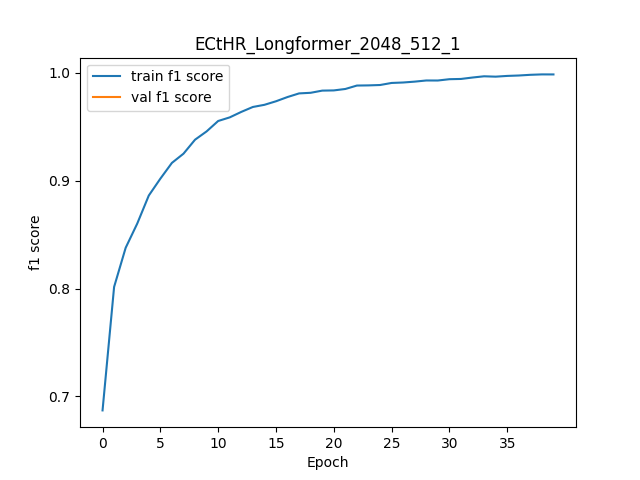 ECtHR_Longformer_2048_512_1
train f1 score
val f1 score
1.0
0.9
0.8
0.7
f1 score
0
5
10
15
20
25
30
35
Epoch